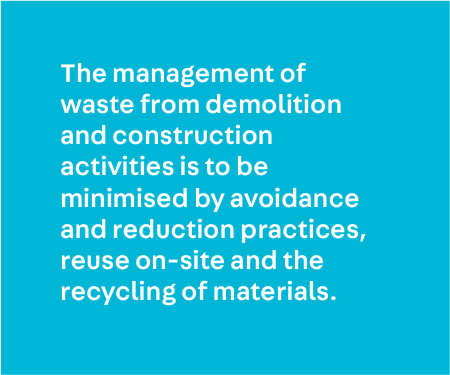 The management of
waste from demolition
and construction
activities is to be
minimised by avoidance
and reduction practices,
reuse on-site and the
recycling of materials.